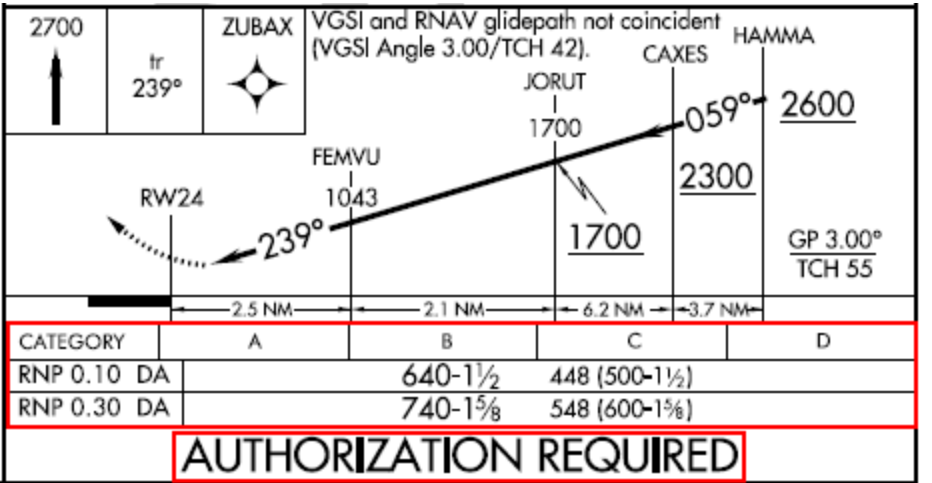 2700
tr
239°
ZUBAX
VGSI and RNAV glidepath not coincident
(VGSI Angle 3.00/TCH 42).
HAMMA
CAXES
JORUT
059°
2600
1700
FEMVU
2300
1043
RW24
239°
1700
GP 3.00°
TCH 55
2.5 NM
2.1 NM
6.2 NM
3.7 NM
CATEGORY A B C D
RNP 0.10 DA 640-1½ 448 (500-1½)
RNP 0.30 DA 740-1⅝ 548 (600-1⅝)
AUTHORIZATION REQUIRED